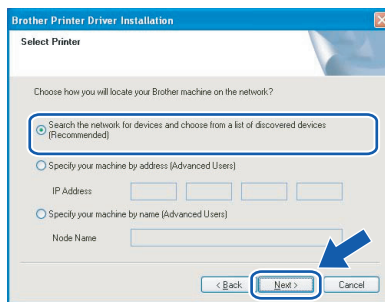 Brother Printer Driver Installation
Select Printer
Choose how you will locate your Brother machine on the network?
Search the network for devices and choose from a list of discovered devices
(Recommended)
Specify your machine by address (Advanced Users)
IP Address
Specify your machine by name (Advanced Users)
Node Name
< Back
Next >
Cancel